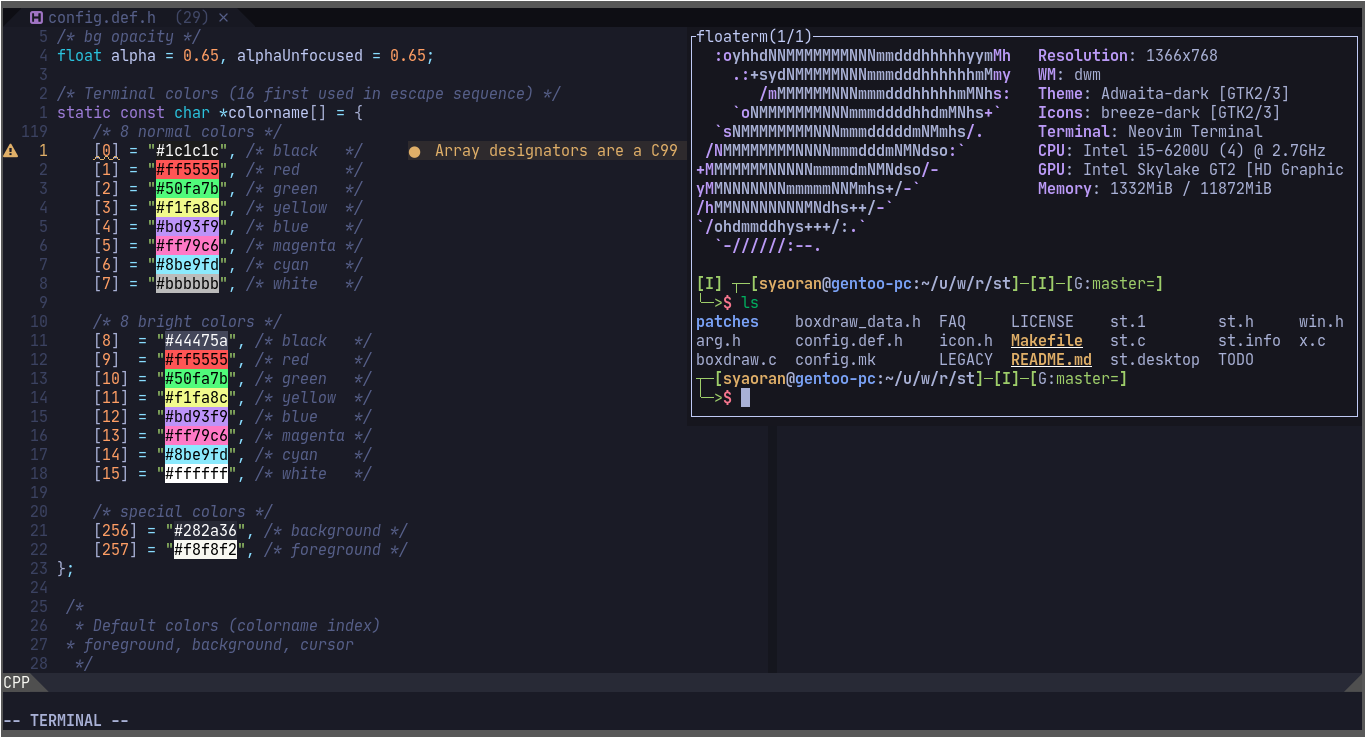 config.def.h (29) ×
5 /* bg opacity */
4 float alpha = 0.65, alphaUnfocused = 0.65;
3
2 /* Terminal colors (16 first used in escape sequence) */
1 static const char *colorname[] = {
119 /* 8 normal colors */
1 [0] = "#1c1c1c", /* black */ ● Array designators are a C99
2 [1] = "#ff5555", /* red */
3 [2] = "#50fa7b", /* green */
4 [3] = "#f1fa8c", /* yellow */
5 [4] = "#bd93f9", /* blue */
6 [5] = "#ff79c6", /* magenta */
7 [6] = "#8be9fd", /* cyan */
8 [7] = "#bbbbbb", /* white */
9
10 /* 8 bright colors */
11 [8] = "#44475a", /* black */
12 [9] = "#ff5555", /* red */
13 [10] = "#50fa7b", /* green */
14 [11] = "#f1fa8c", /* yellow */
15 [12] = "#bd93f9", /* blue */
16 [13] = "#ff79c6", /* magenta */
17 [14] = "#8be9fd", /* cyan */
18 [15] = "#ffffff", /* white */
19
20 /* special colors */
21 [256] = "#282a36", /* background */
22 [257] = "#f8f8f2", /* foreground */
23 };
24
25 /*
26 * Default colors (colorname index)
27 * foreground, background, cursor
28 */
floaterm(1/1)
:oyhhdNNMMMMMMMNNNmmdddhhhhhyymMh Resolution: 1366x768
.:+sydNMMMMMNNNmmmdddhhhhhhmMmy WM: dwm
/mMMMMMMNNNmmmdddhhhhhmMNhs: Theme: Adwaita-dark [GTK2/3]
`oNMMMMMMMNNNmmmddddhhdmMNhs+` Icons: breeze-dark [GTK2/3]
`sNMMMMMMMMNNNmmmdddddmNMmhs/. Terminal: Neovim Terminal
/NMMMMMMMMNNNNmmmdddmNMNdso:` CPU: Intel i5-6200U (4) @ 2.7GHz
+MMMMMMMNNNNNmmmmdmNMNdso/- GPU: Intel Skylake GT2 [HD Graphic
yMMNNNNNNNmmmmmNNMmhs+/-` Memory: 1332MiB / 11872MiB
/hMMNNNNNNNNMNdhs++/-`
`/ohdmmddhys+++/:.`
`-//////:--.
[I] ┬─[syaoran@gentoo-pc:~/u/w/r/st]─[I]─[G:master=]
╰─>$ ls
patches boxdraw_data.h FAQ LICENSE st.1 st.h win.h
arg.h config.def.h icon.h Makefile st.c st.info x.c
boxdraw.c config.mk LEGACY README.md st.desktop TODO
┬─[syaoran@gentoo-pc:~/u/w/r/st]─[I]─[G:master=]
╰─>$
CPP
-- TERMINAL --